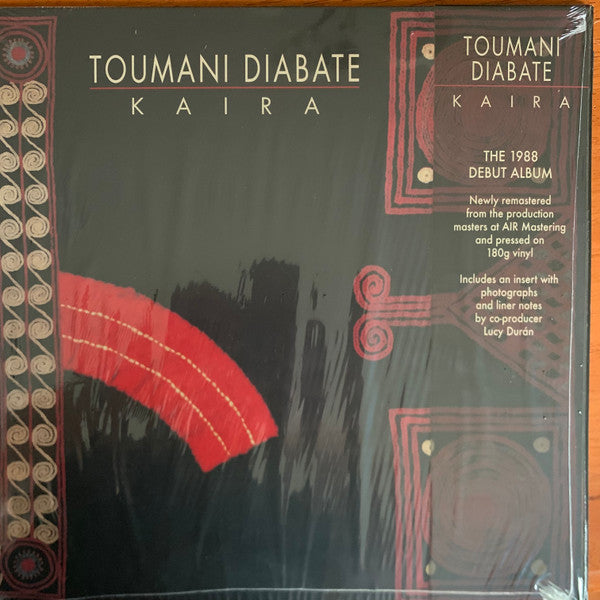 TOUMANI DIABATE
KAIRA
TOUMANI
DIABATE
KAIRA
THE 1988
DEBUT ALBUM
Newly remastered
from the production
masters at AIR Mastering
and pressed on
180g vinyl
Includes an insert with
photographs
and liner notes
by co-producer
Lucy Durán